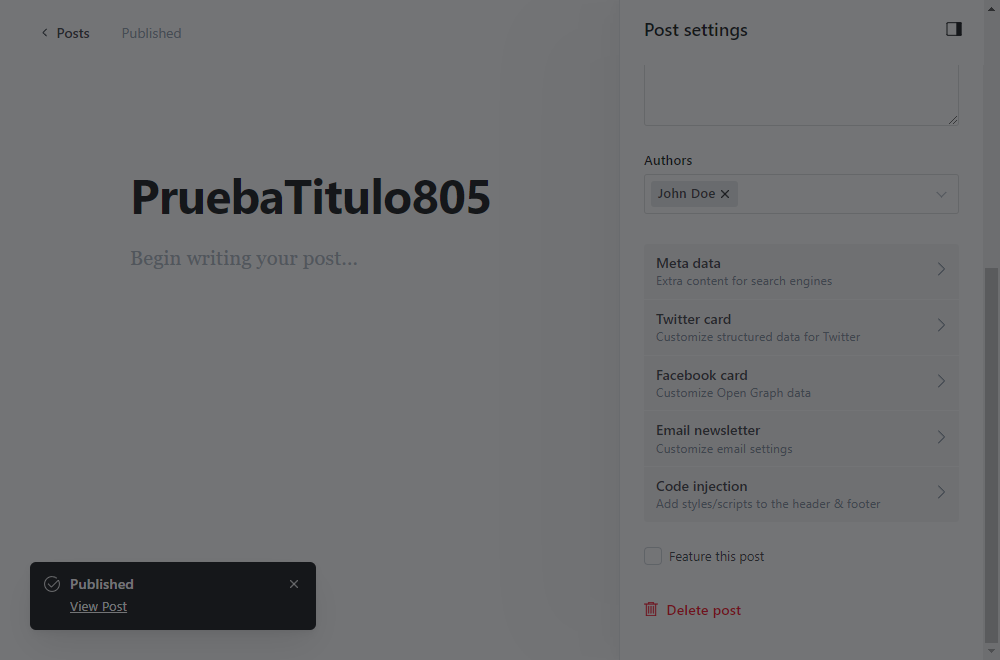 Posts
Published
Post settings
PruebaTitulo805
Begin writing your post...
Authors
John Doe
Meta data
Extra content for search engines
Twitter card
Customize structured data for Twitter
Facebook card
Customize Open Graph data
Email newsletter
Customize email settings
Code injection
Add styles/scripts to the header & footer
Feature this post
Delete post
Published
View Post